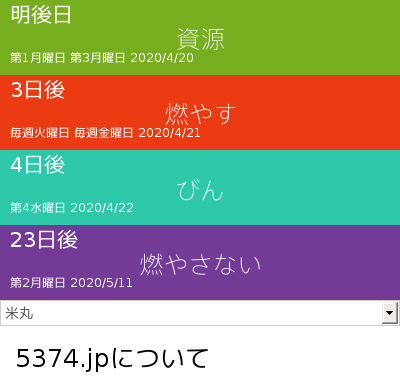 明後日
資源
第1月曜日 第3月曜日 2020/4/20
3日後
燃やす
毎週火曜日 毎週金曜日 2020/4/21
4日後
びん
第4水曜日 2020/4/22
23日後
燃やさない
第2月曜日 2020/5/11
米丸
5374.jpについて